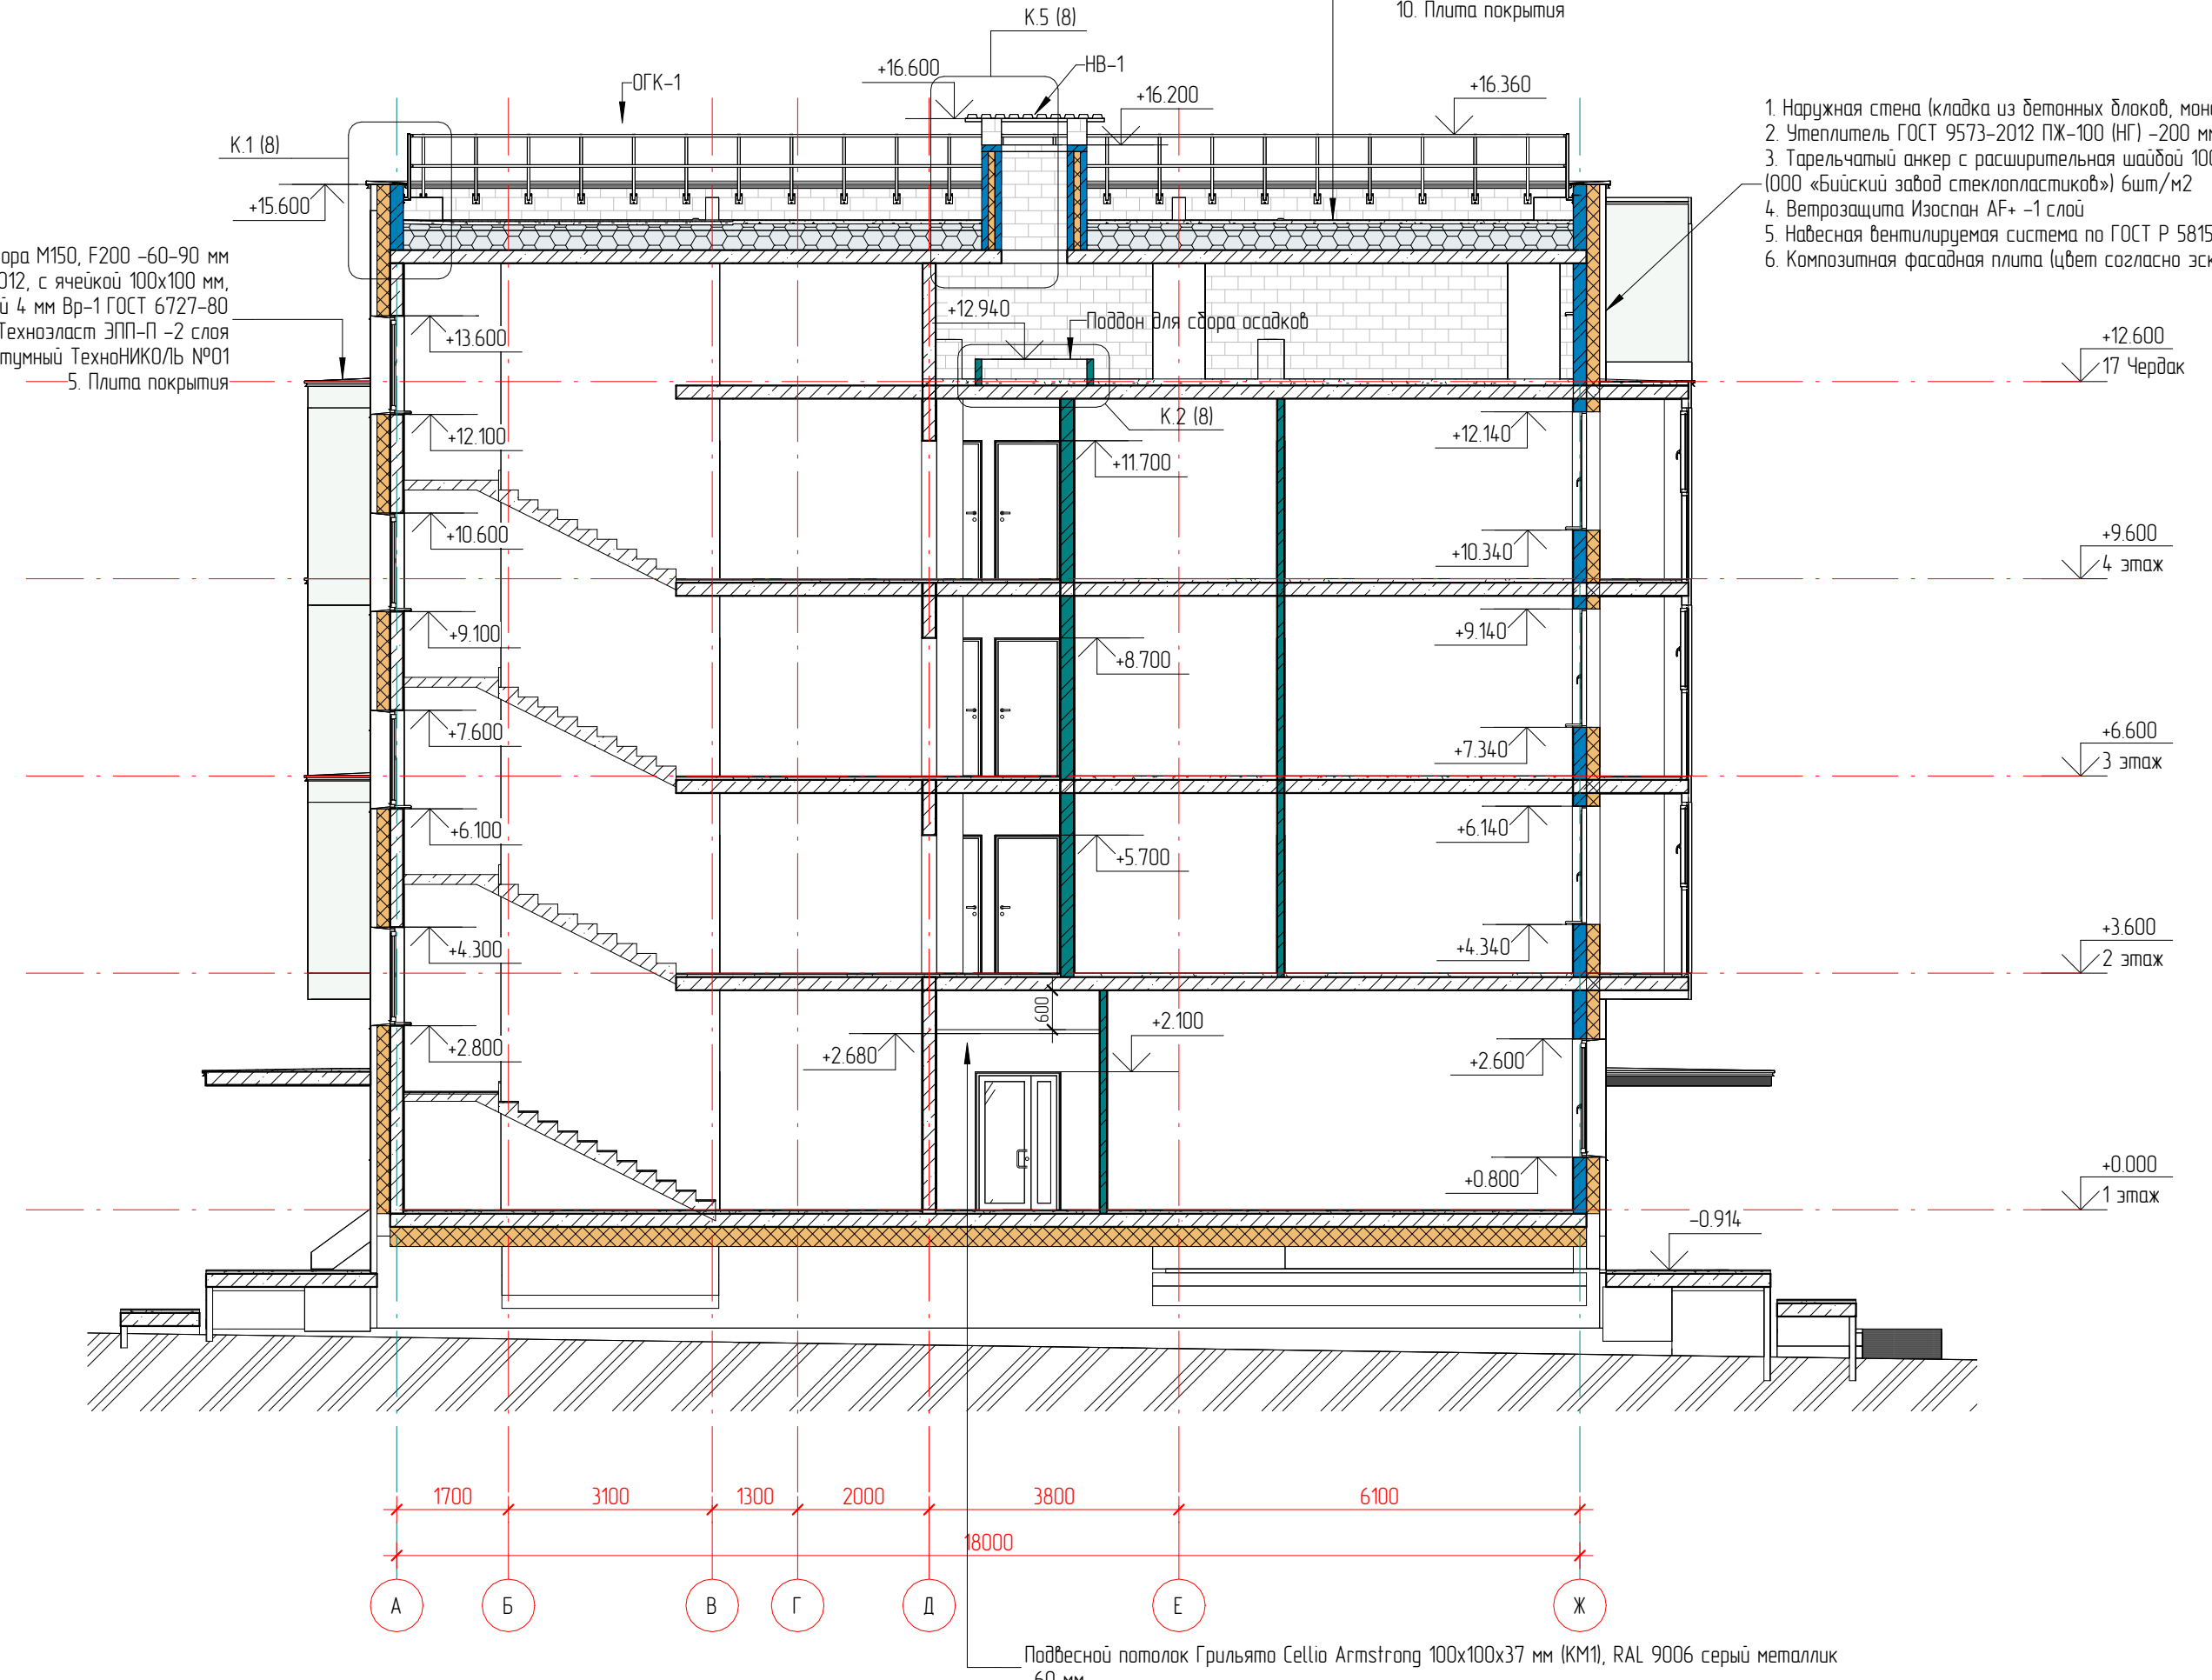 10. Плита покрытия
К.5 (8)
НВ-1
ОГК-1
+16.600
+16.200
+16.360
К.1 (8)
+15.600
1. Наружная стена (кладка из бетонных блоков,
2. Утеплитель ГОСТ 9573-2012 ПЖ-100 (НГ) -200
3. Тарельчатый анкер с расширительная шайбой
(ООО «Бийский завод стеклопластиков») 6шт/м2
4. Ветрозащита Изоспан AF+ -1 слой
5. Навесная вентилируемая система по ГОСТ Р
6. Композитная фасадная плита (цвет согласно
М150, F200 -60-90 мм
с ячейкой 100х100 мм,
4 мм Вр-1 ГОСТ 6727-80
Техноэласт ЭПП-П -2 слоя
ТехноНИКОЛЬ №01
5. Плита покрытия
+13.600
+12.940
Поддон для сбора осадков
+12.600
17 Чердак
К.2 (8)
+12.100
+11.700
+12.140
+10.600
+10.340
+9.600
4 этаж
+9.100
+8.700
+9.140
+7.600
+7.340
+6.600
3 этаж
+6.100
+5.700
+6.140
+4.300
+4.340
+3.600
2 этаж
600
+2.800
+2.680
+2.100
+2.600
+0.800
+0.000
1 этаж
-0.914
1700
3100
1300
2000
3800
6100
18000
А
Б
В
Г
Д
Е
Ж
Подвесной потолок Грильято Cellio Armstrong 100х100х37 мм (КМ1), RAL 9006 серый металлик
60 мм